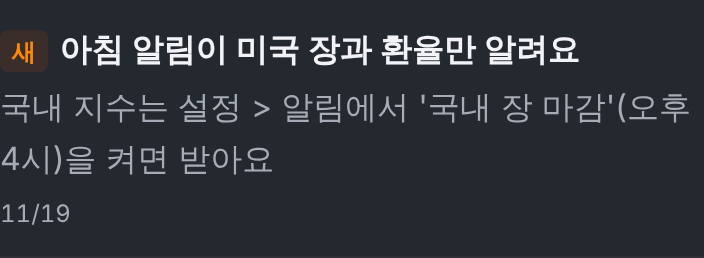 새 아침 알림이 미국 장과 환율만 알려요
국내 지수는 설정 > 알림에서 '국내 장 마감'(오후
4시)을 켜면 받아요
11/19